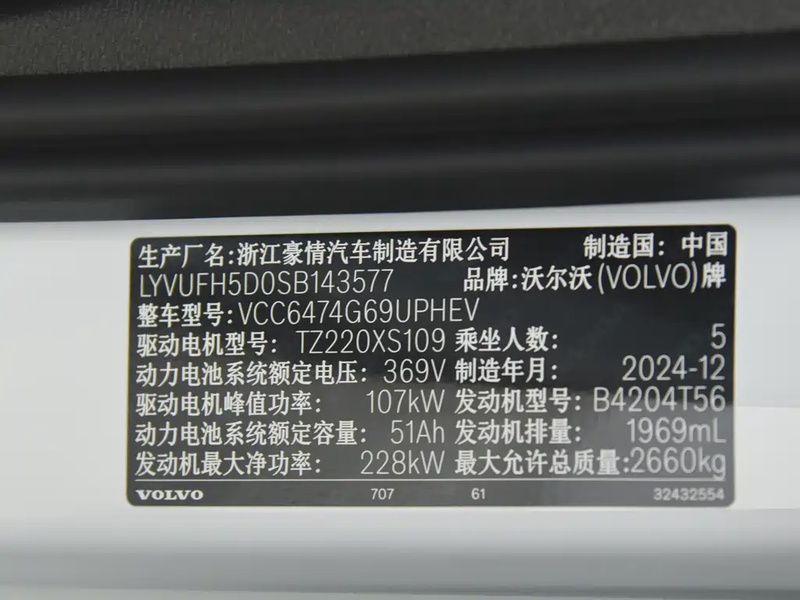 生产厂名:浙江豪情汽车制造有限公司 制造国: 中国
LYVUFH5D0SB143577 品牌:沃尔沃(VOLVO)牌
整车型号:VCC6474G69UPHEV
驱动电机型号: TZ220XS109 乘坐人数: 5
动力电池系统额定电压: 369V 制造年月: 2024-12
驱动电机峰值功率: 107kW 发动机型号: B4204T56
动力电池系统额定容量: 51Ah 发动机排量: 1969mL
发动机最大净功率: 228kW 最大允许总质量:2660kg
VOLVO 707 61 32432554